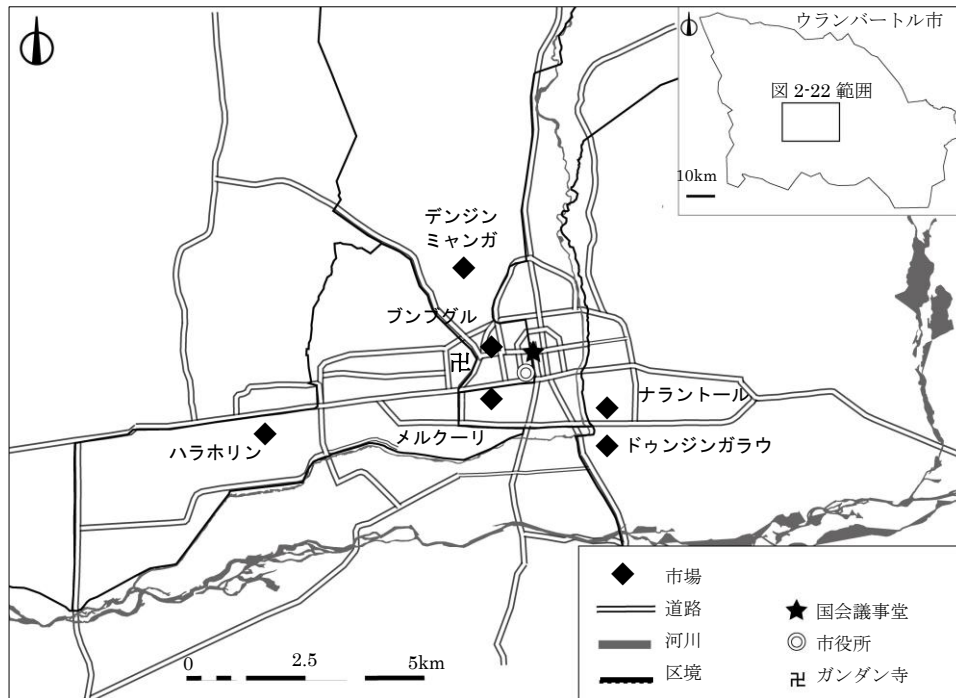 ウランバートル市
図 2-22 範囲
10km
デンジン
ミャンガ
ブンブグル
ナラントール
メルクーリ
ハラホリン
ドゥンジンガラウ
0 2.5 5km
市場
道路
国会議事堂
河川
市役所
区境
ガンダン寺